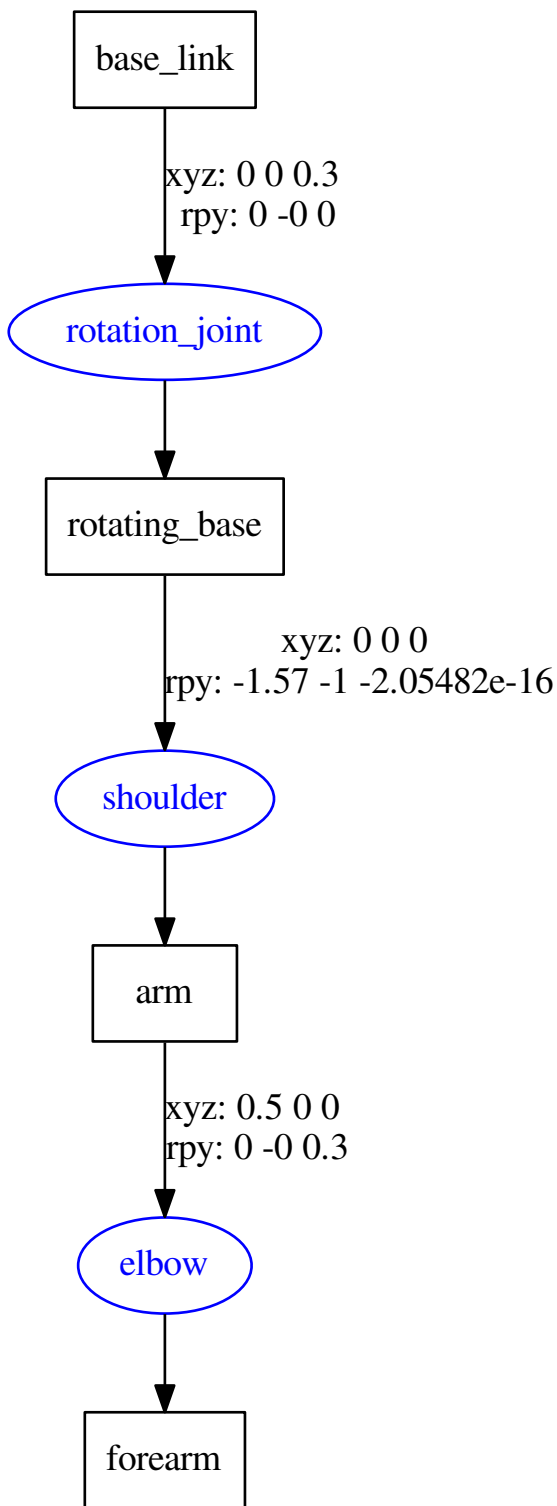 base_link
xyz: 0 0 0.3
rpy: 0 -0 0
rotation_joint
rotating_base
xyz: 0 0 0
rpy: -1.57 -1 -2.05482e-16
shoulder
arm
xyz: 0.5 0 0
rpy: 0 -0 0.3
elbow
forearm